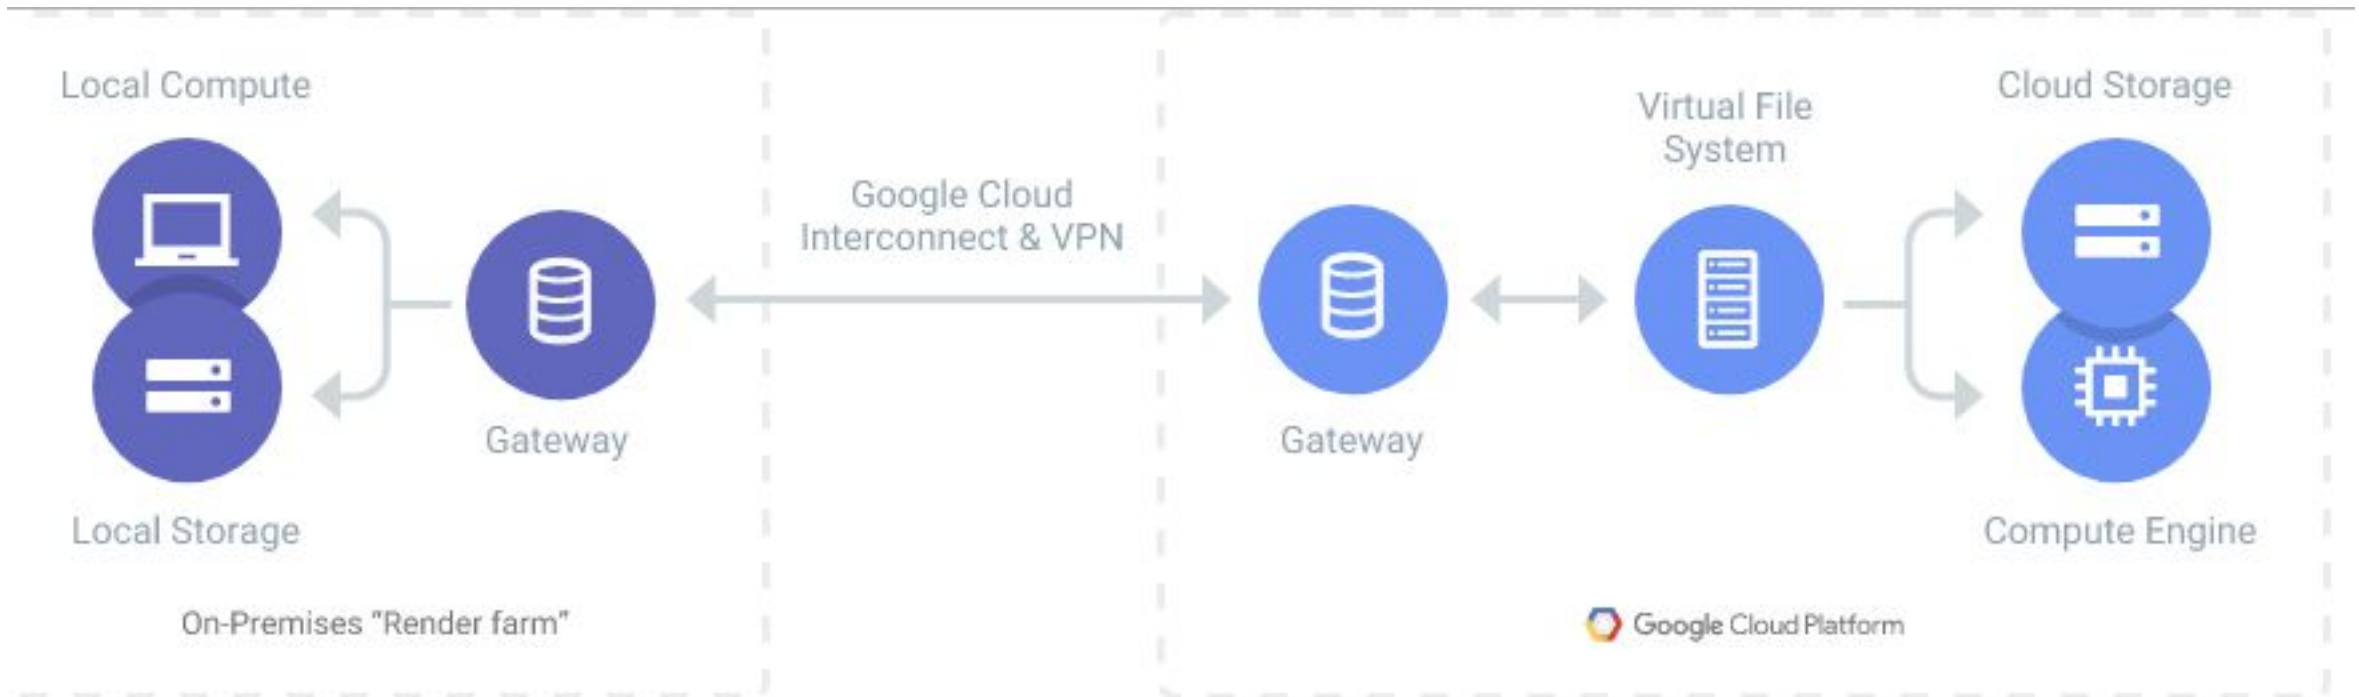 Local Compute
Local Storage
Gateway
On-Premises “Render farm”
Google Cloud
Interconnect & VPN
Gateway
Virtual File
System
Cloud Storage
Compute Engine
Google Cloud Platform